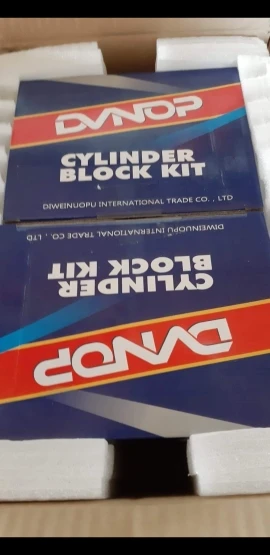 DVNOP
CYLINDER
BLOCK KIT
DIWEINUOPU INTERNATIONAL TRADE CO. , LTD
DIWEINUOPU INTERNATIONAL TRADE CO. , LTD
CYLINDER
BLOCK KIT
DVNOP